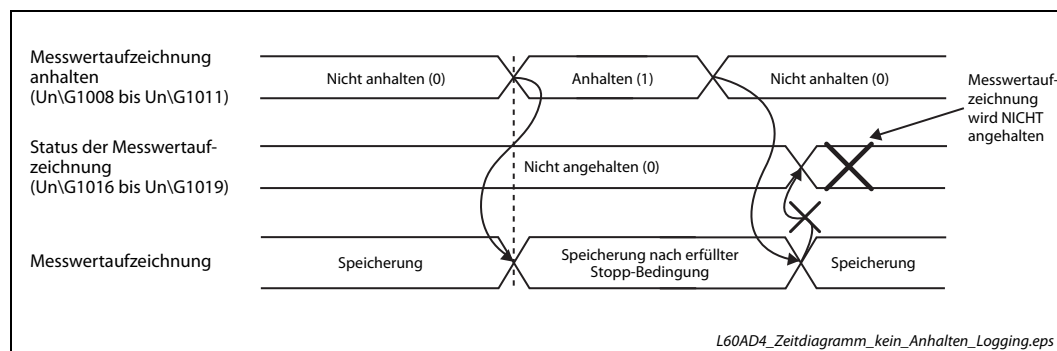 Messwertaufzeichnung
anhalten
(Un\G1008 bis Un\G1011)
Nicht anhalten (0)
Anhalten (1)
Nicht anhalten (0)
Messwertauf-
zeichnung
wird NICHT
angehalten
Status der Messwertauf-
zeichnung
(Un\G1016 bis Un\G1019)
Nicht angehalten (0)
Messwertaufzeichnung
Speicherung
Speicherung nach erfüllter
Stopp-Bedingung
Speicherung
L60AD4_Zeitdiagramm_kein_Anhalten_Logging.eps